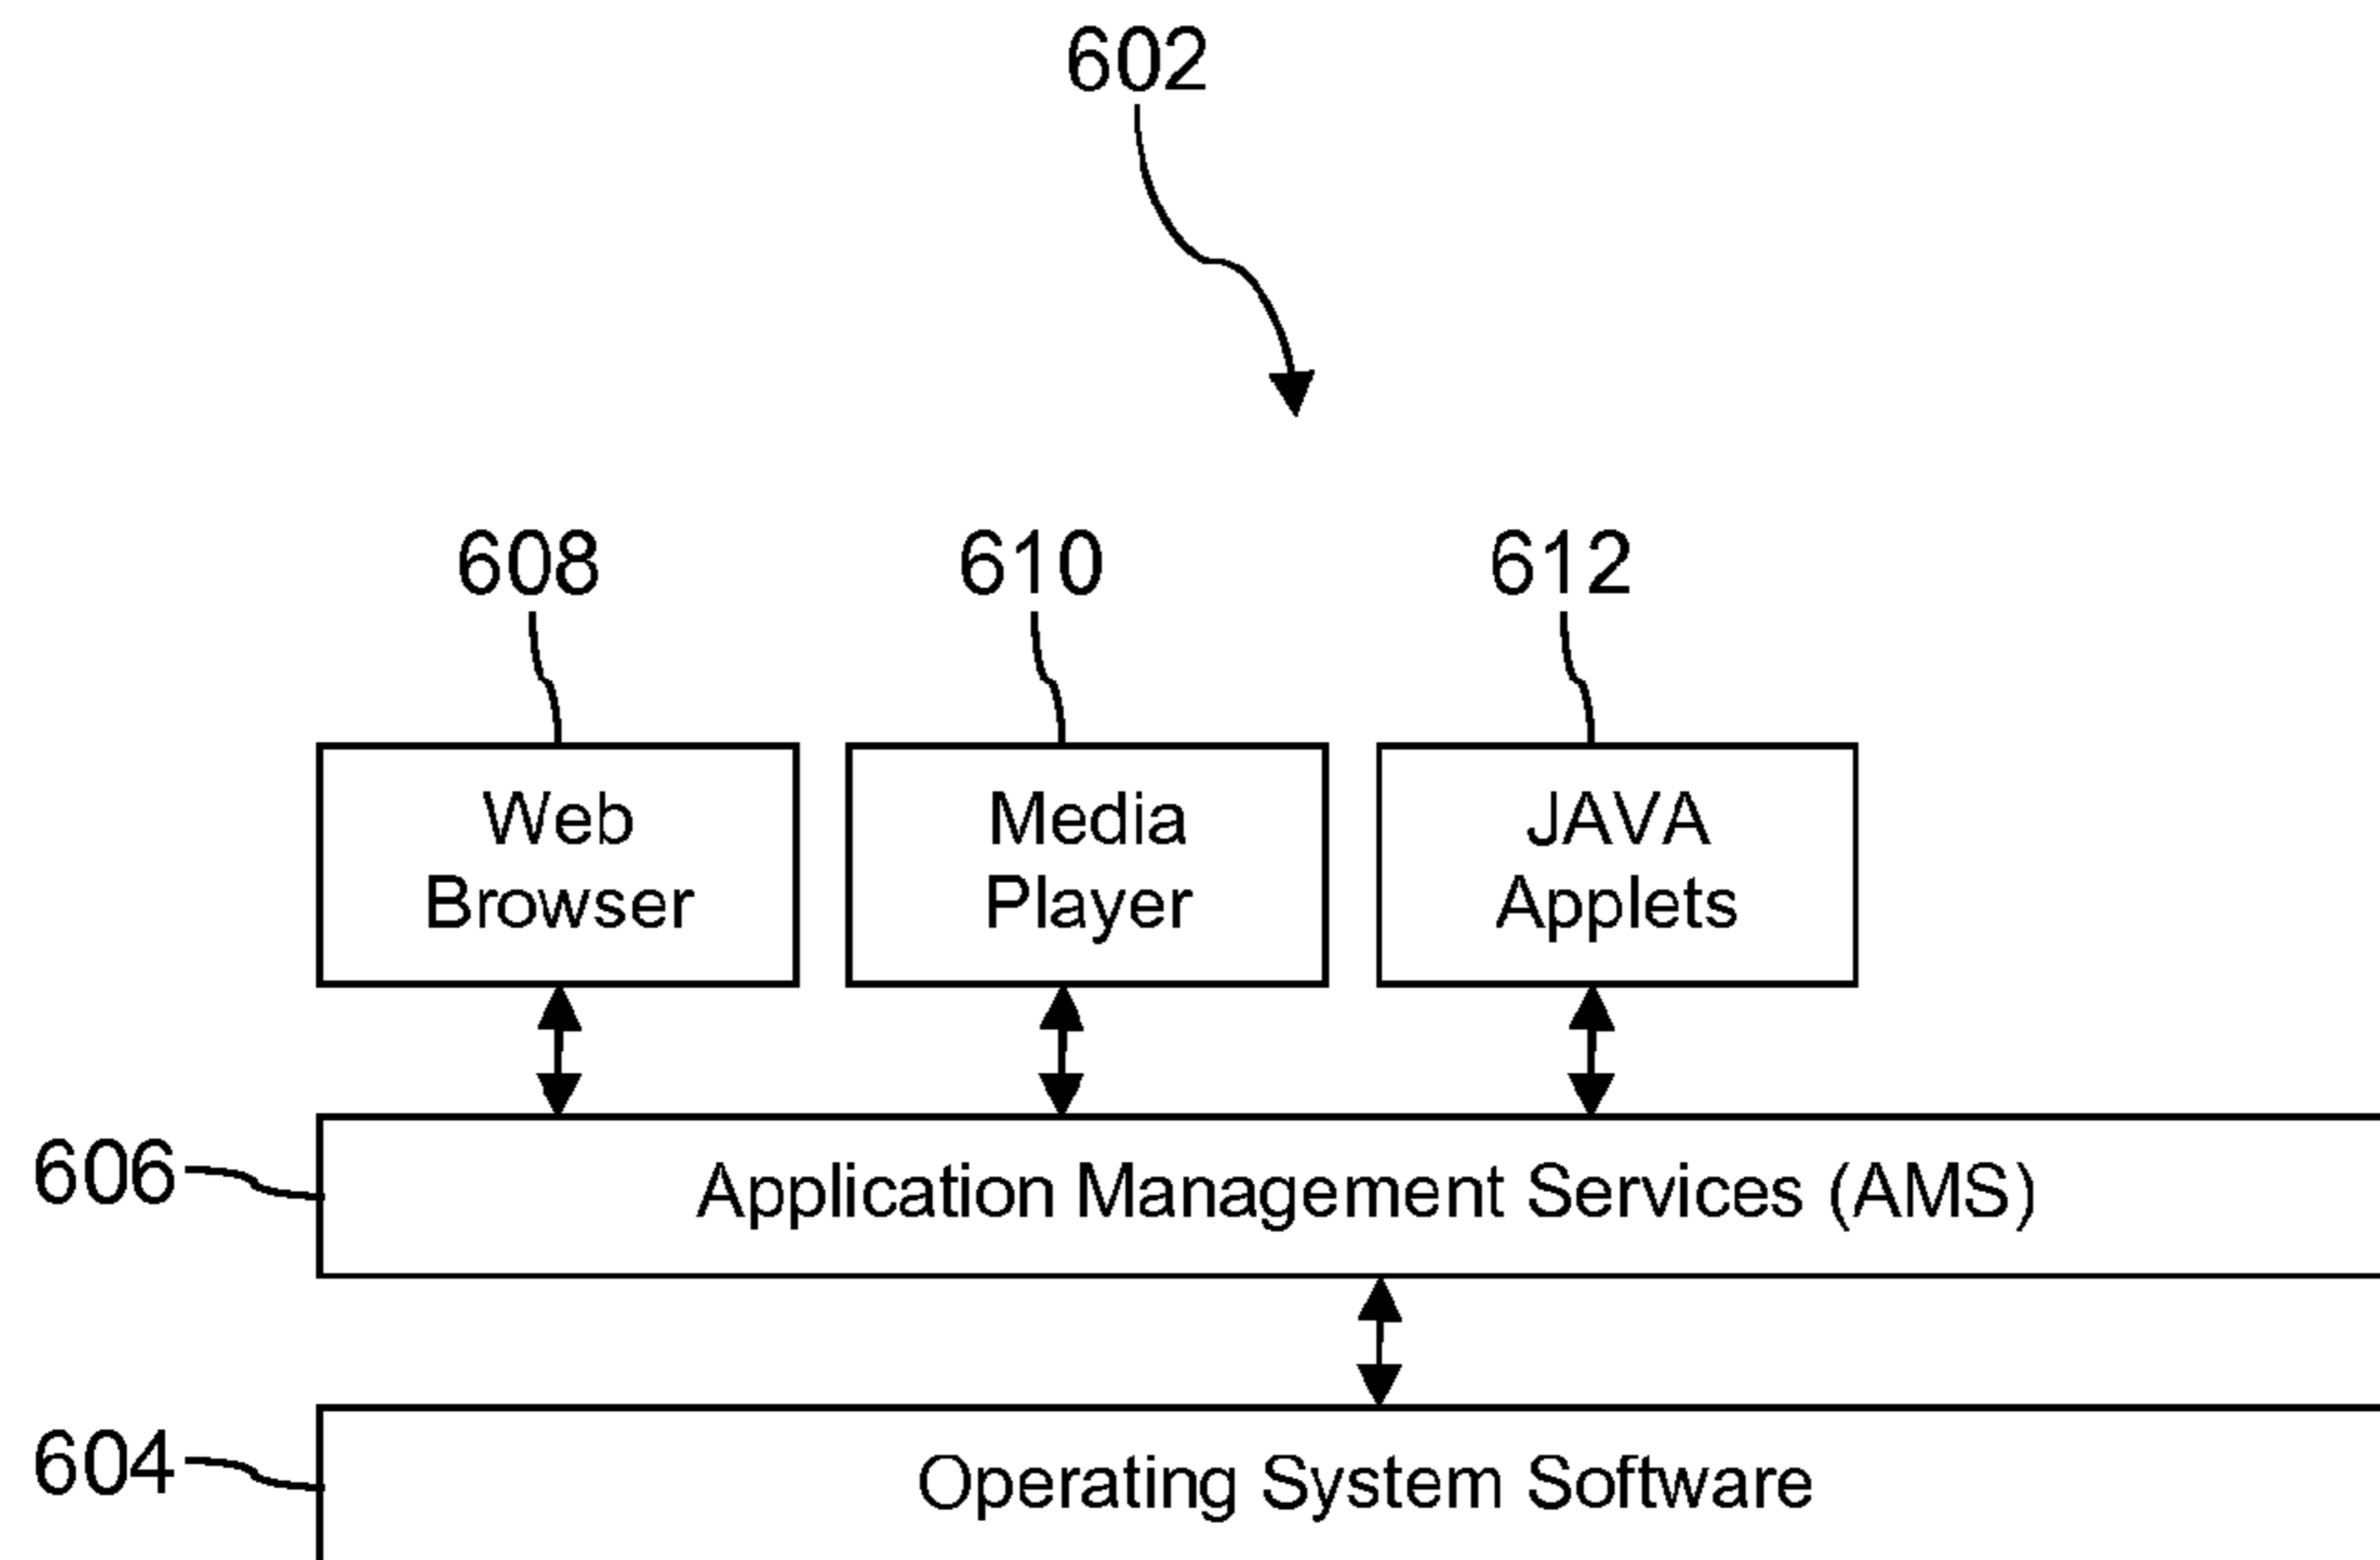 602
608
610
612
Web
Browser
Media
Player
JAVA
Applets
606
Application Management Services (AMS)
604
Operating System Software